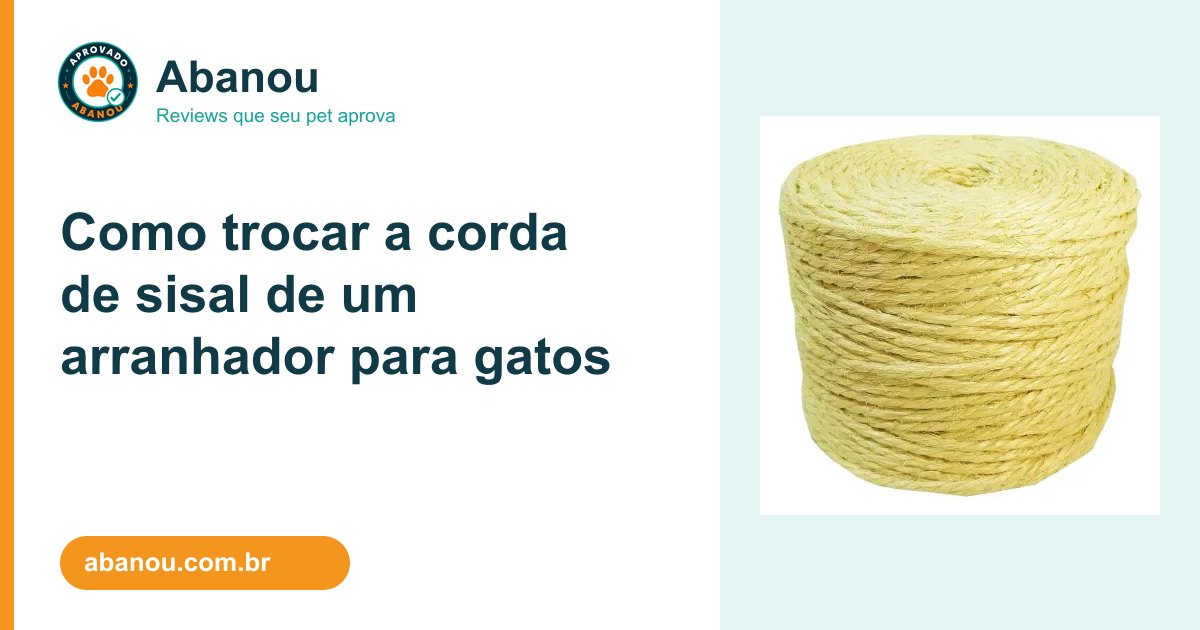 APROVADO
ABANOU
Abanou
Reviews que seu pet aprova
Como trocar a corda
de sisal de um
arranhador para gatos
abanou.com.br